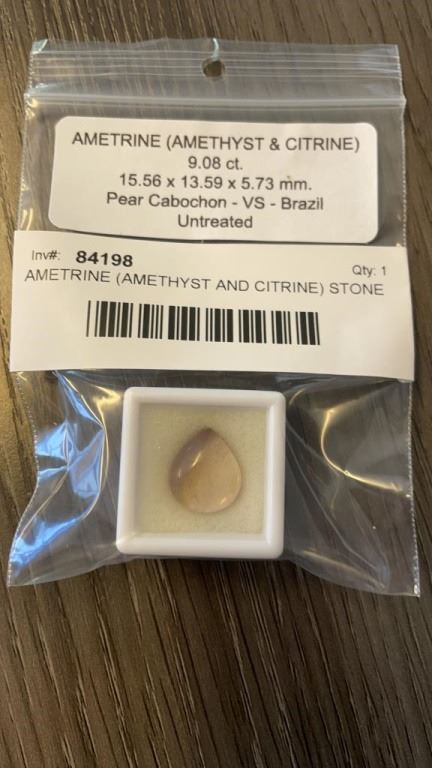 AMETRINE (AMETHYST & CITRINE)
9.08 ct.
15.56 x 13.59 x 5.73 mm.
Pear Cabochon - VS - Brazil
Untreated
Inv#: 84198 Qty: 1
AMETRINE (AMETHYST AND CITRINE) STONE